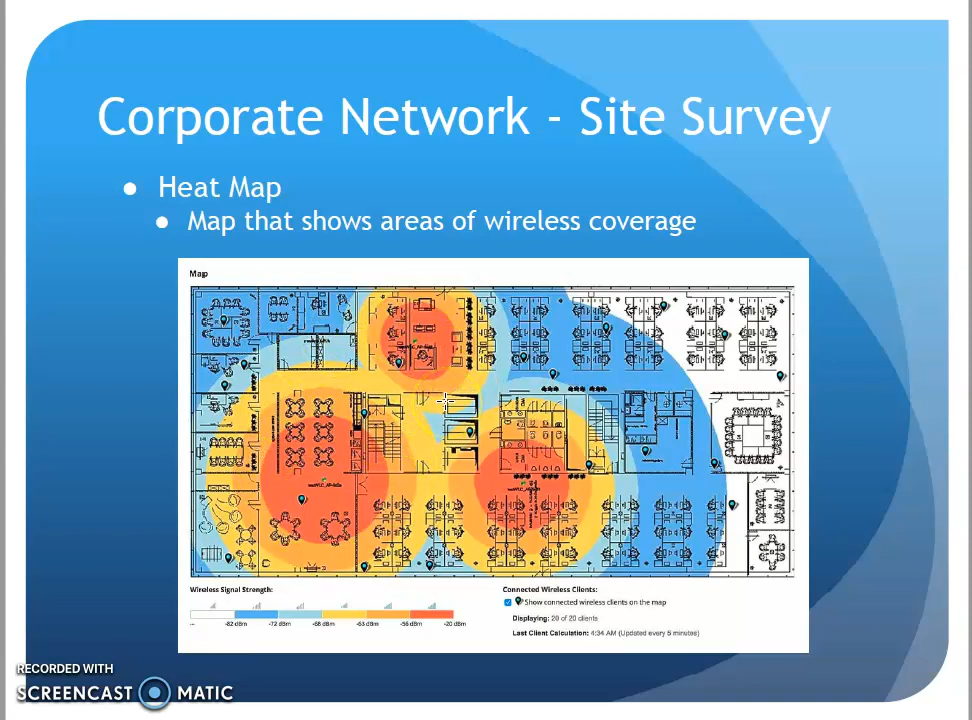 Corporate Network - Site Survey
Heat Map
Map that shows areas of wireless coverage
Map
Wireless Signal Strength:
-82 dBm -72 dBm -68 dBm -63 dBm -56 dBm -20 dBm
Connected Wireless Clients:
Show connected wireless clients on the map
Displaying: 20 of 20 clients
Last Client Calculation: 4:34 AM (Updated every 5 minutes)
RECORDED WITH
SCREENCAST MATIC